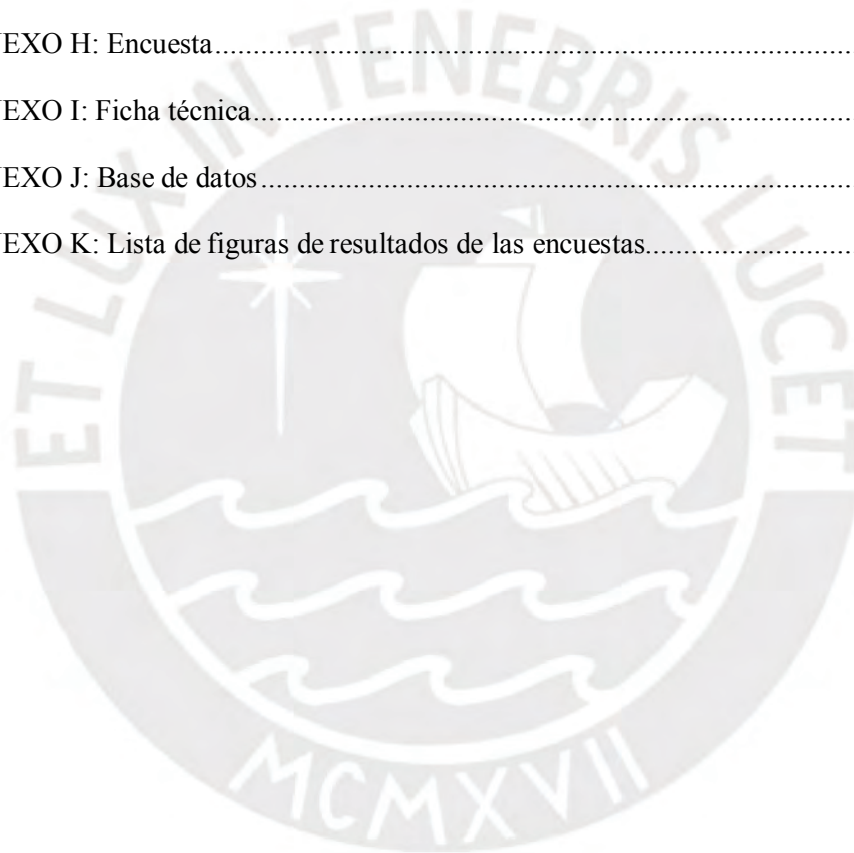 EXO H: Encuesta........................................................................................
EXO I: Ficha técnica...................................................................................
EXO J: Base de datos..................................................................................
EXO K: Lista de figuras de resultados de las encuestas...........................
ET LUX IN TENEBRIS LUCET
MCMXVII